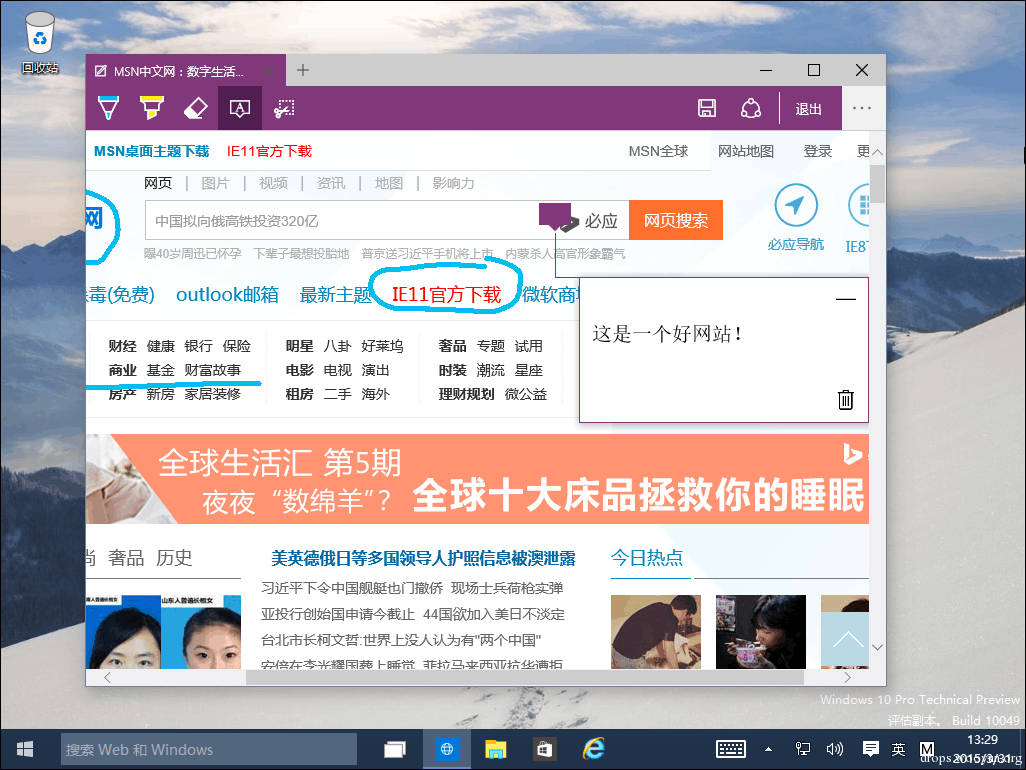 回收站
MSN中文网：数字生活...
退出
MSN桌面主题下载 IE11官方下载 MSN全球 网站地图 登录 更
网页 | 图片 | 视频 | 资讯 | 地图 | 影响力
网
中国拟向俄高铁投资320亿 必应 网页搜索
必应导航 IE8
曝40岁周迅已怀孕 下辈子最想投胎地 普京送习近平手机将上市 内蒙杀人高官形象霸气
杀毒(免费) outlook邮箱 最新主题 IE11官方下载 微软商
这是一个好网站！
财经 健康 银行 保险 明星 八卦 好莱坞 奢品 专题 试用
商业 基金 财富故事 电影 电视 演出 时装 潮流 星座
房产 新房 家居装修 租房 二手 海外 理财规划 微公益
全球生活汇 第5期
夜夜“数绵羊”？ 全球十大床品拯救你的睡眠
尚 奢品 历史 美英德俄日等多国领导人护照信息被澳泄露 今日热点
习近平下令中国舰艇也门撤侨 现场士兵荷枪实弹
亚投行创始国申请今截止 44国欲加入美日不淡定
台北市长柯文哲:世界上没人认为有"两个中国"
安倍在李光耀国葬上睡觉 菲拉马来西亚抗华遭拒
山东人普遍长相女
Windows 10 Pro Technical Preview
评估副本。 Build 10049
搜索 Web 和 Windows
英 M
13:29
2015/3/31
drops.wooyun.org